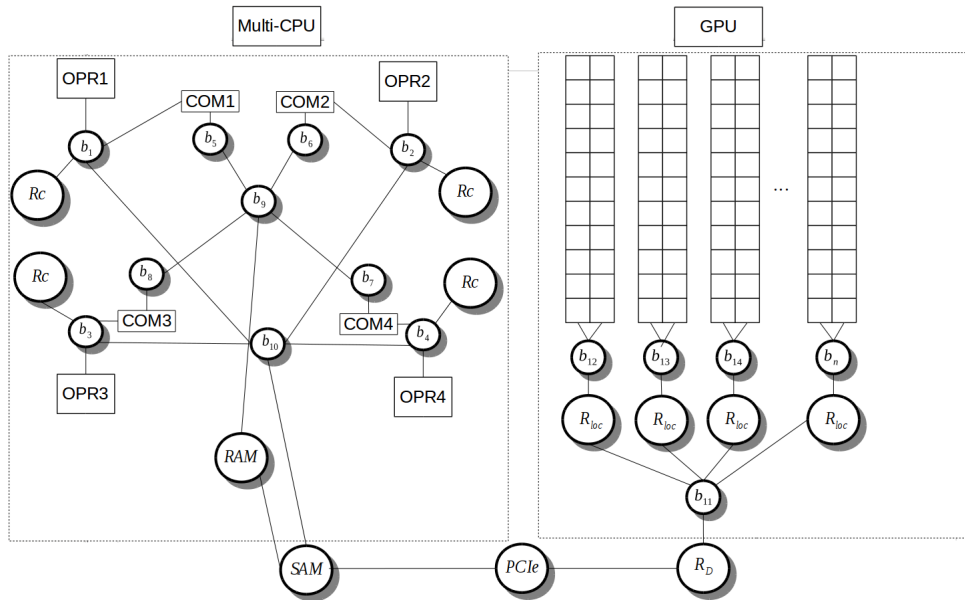 Multi-CPU
GPU
OPR1
OPR2
COM1
COM2
b1
b5
b6
b2
Rc
Rc
b9
...
Rc
b8
b7
Rc
COM3
COM4
b3
b10
b4
b12
b13
b14
bn
OPR3
OPR4
Rloc
Rloc
Rloc
Rloc
RAM
b11
SAM
PCIe
RD